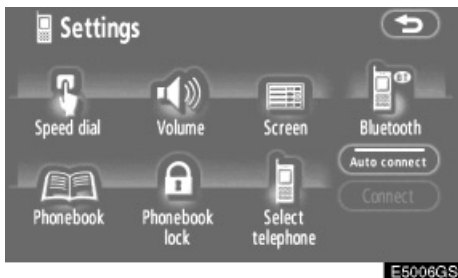 Settings
Speed dial
Volume
Screen
Bluetooth
Auto connect
Connect
Phonebook
Phonebook
lock
Select
telephone
E5006GS